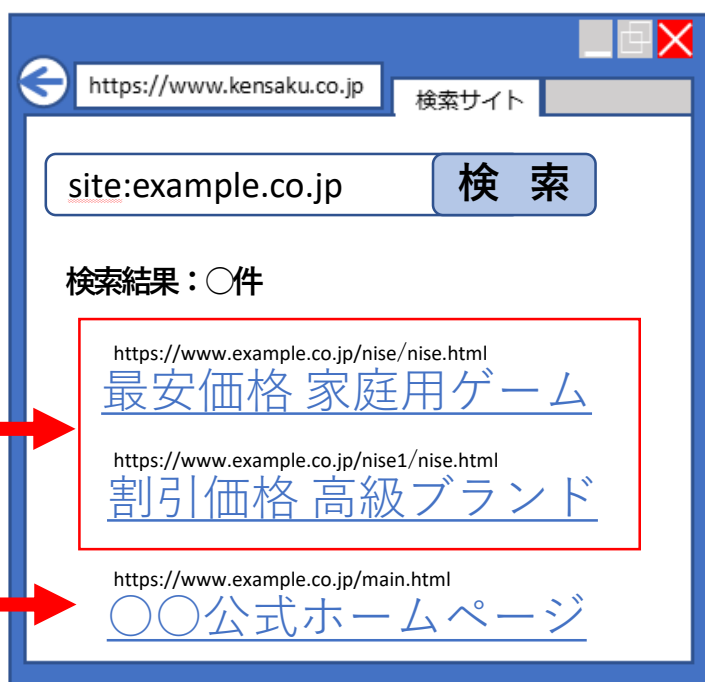 https://www.kensaku.co.jp
検索サイト
site:example.co.jp
検 索
検索結果：○件
https://www.example.co.jp/nise/nise.html
最安価格 家庭用ゲーム
https://www.example.co.jp/nise1/nise.html
割引価格 高級ブランド
https://www.example.co.jp/main.html
○○公式ホームページ